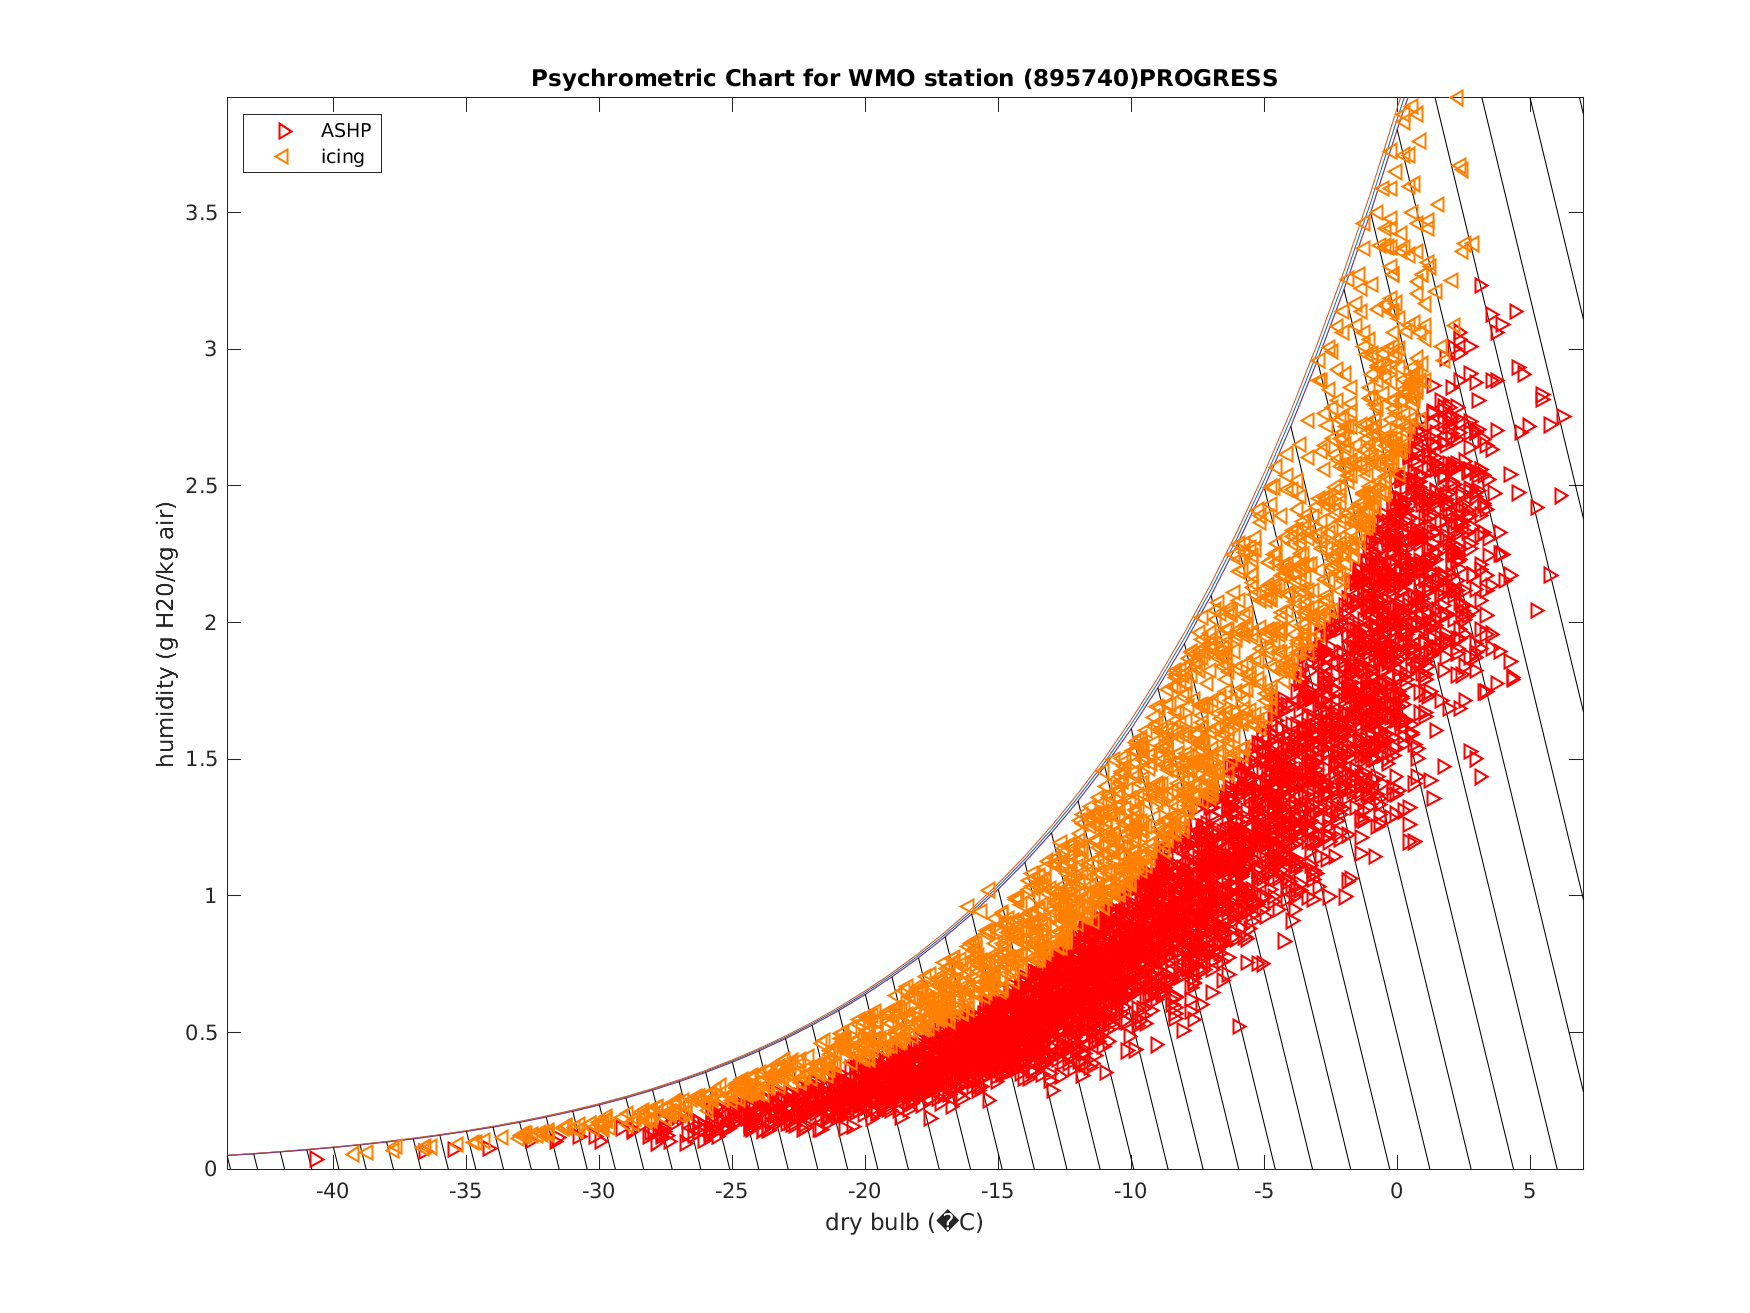 Psychrometric Chart for WMO station (895740)PROGRESS
ASHP
icing
3.5
3
2.5
2
1.5
1
0.5
0
humidity (g H20/kg air)
-40 -35 -30 -25 -20 -15 -10 -5 0 5
dry bulb (�C)